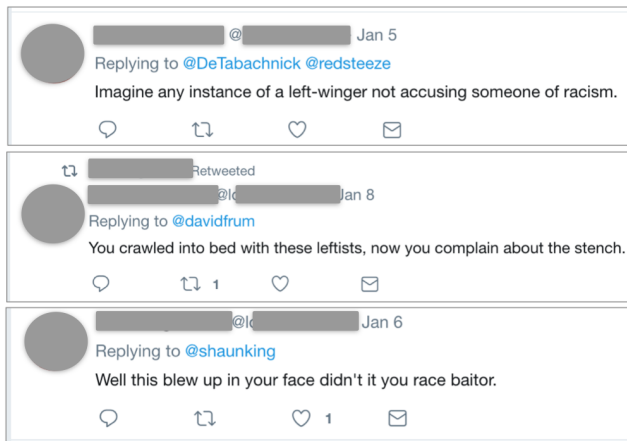 @ Jan 5
Replying to @DeTabachnick @redsteeze
Imagine any instance of a left-winger not accusing someone of racism.
Retweeted
@lo Jan 8
Replying to @davidfrum
You crawled into bed with these leftists, now you complain about the stench.
1
@lo Jan 6
Replying to @shaunking
Well this blew up in your face didn't it you race baitor.
1